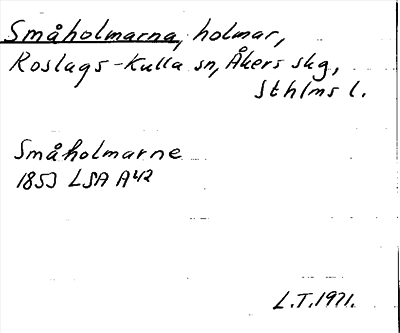 Småholmarna, holmar,
Roslags-Kulla sn, Åkers skg,
Sthlms l.
Småholmarne
1853 LSA A42
L.T. 1971.